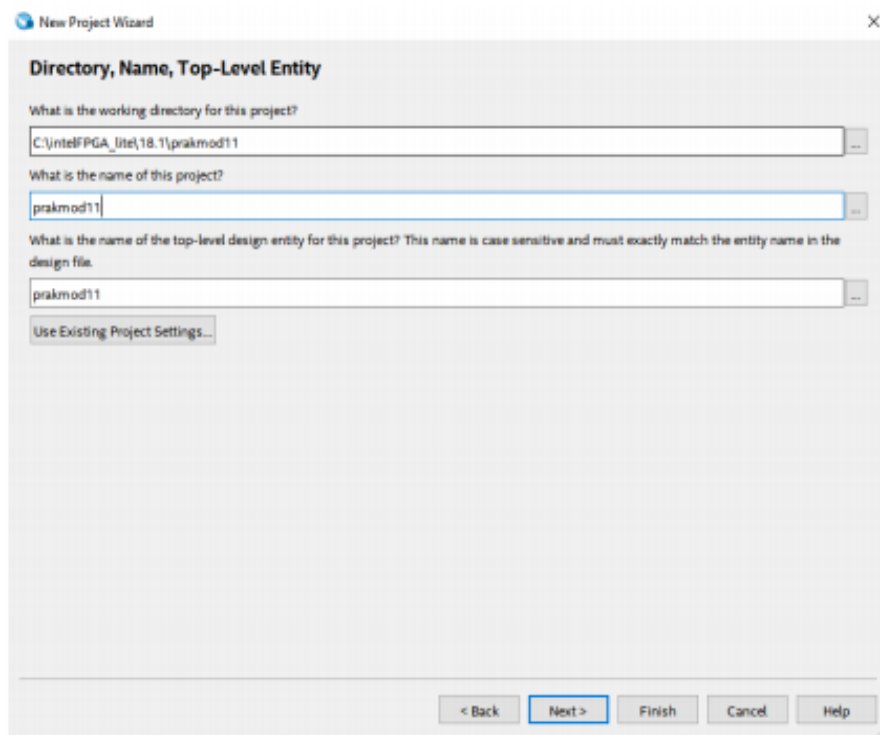 New Project Wizard
Directory, Name, Top-Level Entity
What is the working directory for this project?
C:\intelFPGA_lite\18.1\prakmod11
...
What is the name of this project?
prakmod11
...
What is the name of the top-level design entity for this project? This name is case sensitive and must exactly match the entity name in the
design file.
prakmod11
...
Use Existing Project Settings...
< Back Next > Finish Cancel Help